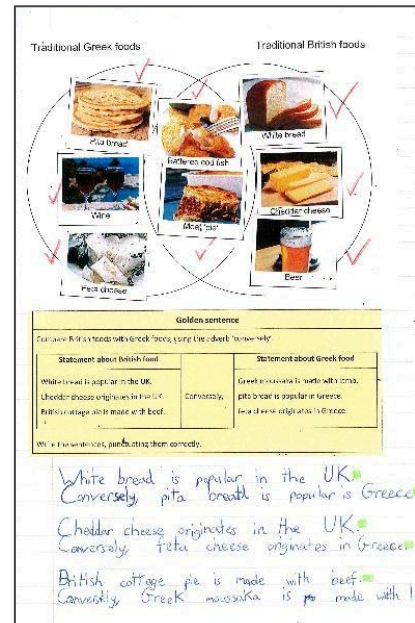 Traditional Greek foods
Traditional British foods
Pita bread
Battered cod fish
White bread
Wine
Cheddar cheese
Feta cheese
Beer
Golden sentence
Compare British foods with Greek foods, using the adverb 'conversely'.
Statement about British food
Statement about Greek food
White bread is popular in the UK.
Cheddar cheese originates in the UK.
British cottage pie is made with beef.
Conversely,
Greek moussaka is made with lamb.
pita bread is popular in Greece.
feta cheese originates in Greece.
Write the sentences, punctuating them correctly.
White bread is popular in the UK.
Conversely, pita bread is popular is Greece
Cheddar cheese originates in the UK.
Conversely, feta cheese originates in Greece
British cottage pie is made with beef.
Conversely, Greek moussaka is made with